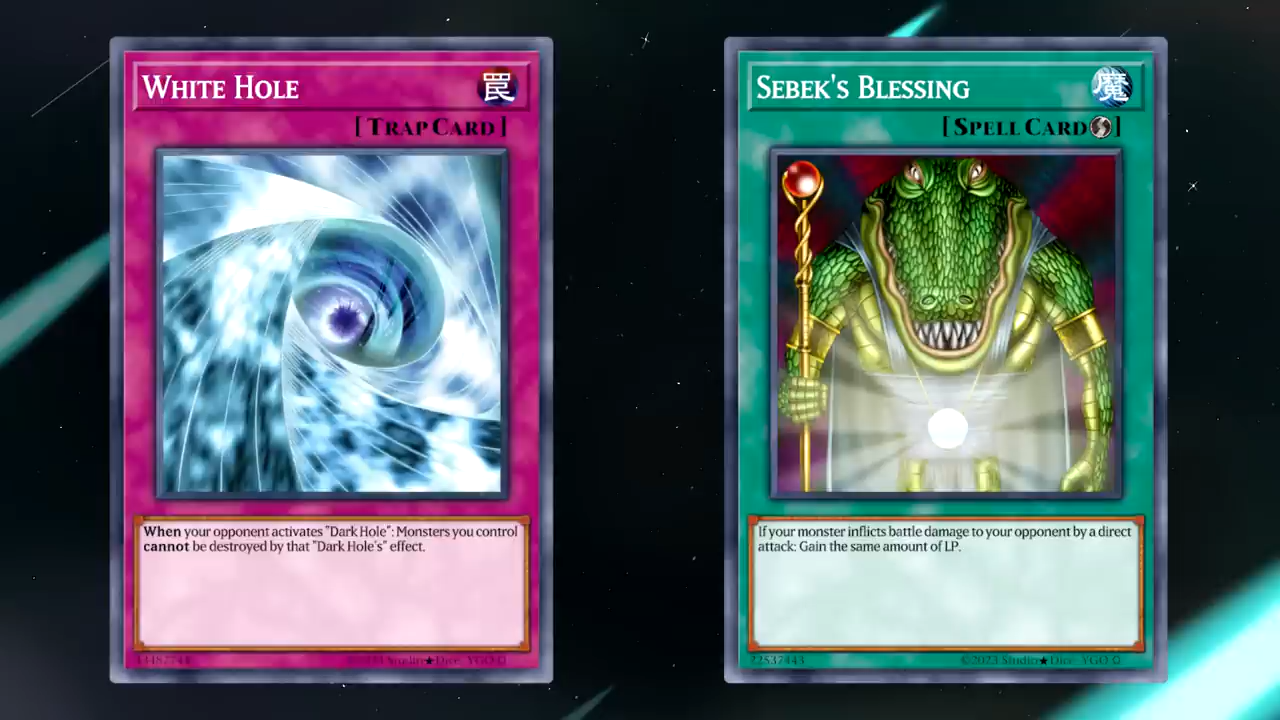 WHITE HOLE 罠
[TRAP CARD]
When your opponent activates "Dark Hole": Monsters you control
cannot be destroyed by that "Dark Hole's" effect.
SEBEK'S BLESSING 魔
[SPELL CARD]
If your monster inflicts battle damage to your opponent by a direct
attack: Gain the same amount of LP.
22537443 ©2023 Studio★Dice YGO Ω